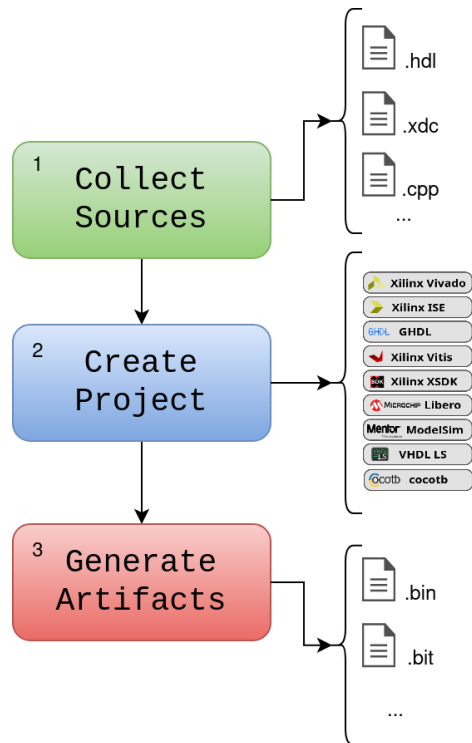 1
Collect
Sources
.hdl
.xdc
.cpp
...
2
Create
Project
Xilinx Vivado
Xilinx ISE
GHDL GHDL
Xilinx Vitis
SDK Xilinx XSDK
MICROCHIP Libero
Mentor ModelSim
LS VHDL LS
cocotb cocotb
3
Generate
Artifacts
.bin
.bit
...